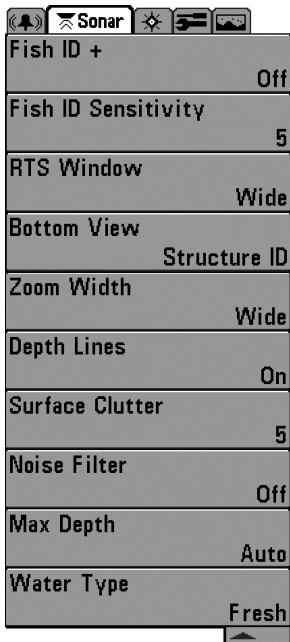 Sonar
Fish ID +
Off
Fish ID Sensitivity
5
RTS Window
Wide
Bottom View
Structure ID
Zoom Width
Wide
Depth Lines
On
Surface Clutter
5
Noise Filter
Off
Max Depth
Auto
Water Type
Fresh